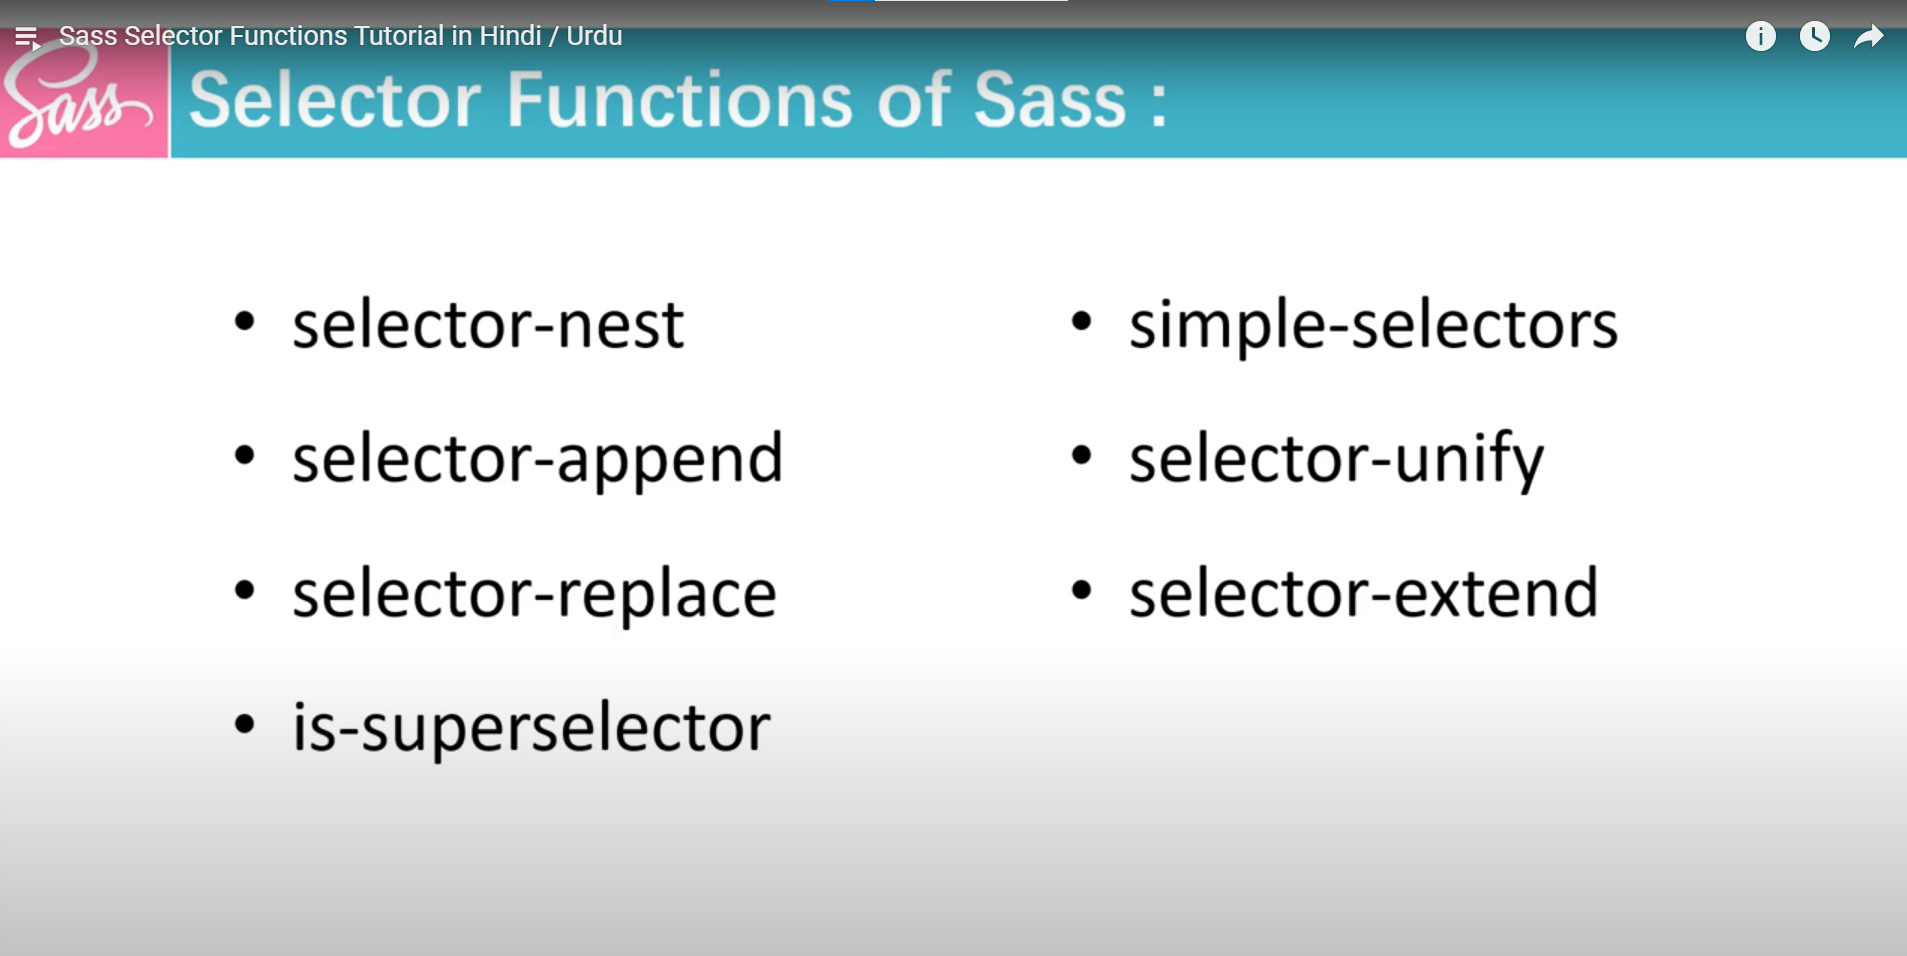 Sass Selector Functions Tutorial in Hindi / Urdu
Sass
Selector Functions of Sass :
• selector-nest
• selector-append
• selector-replace
• is-superselector
• simple-selectors
• selector-unify
• selector-extend